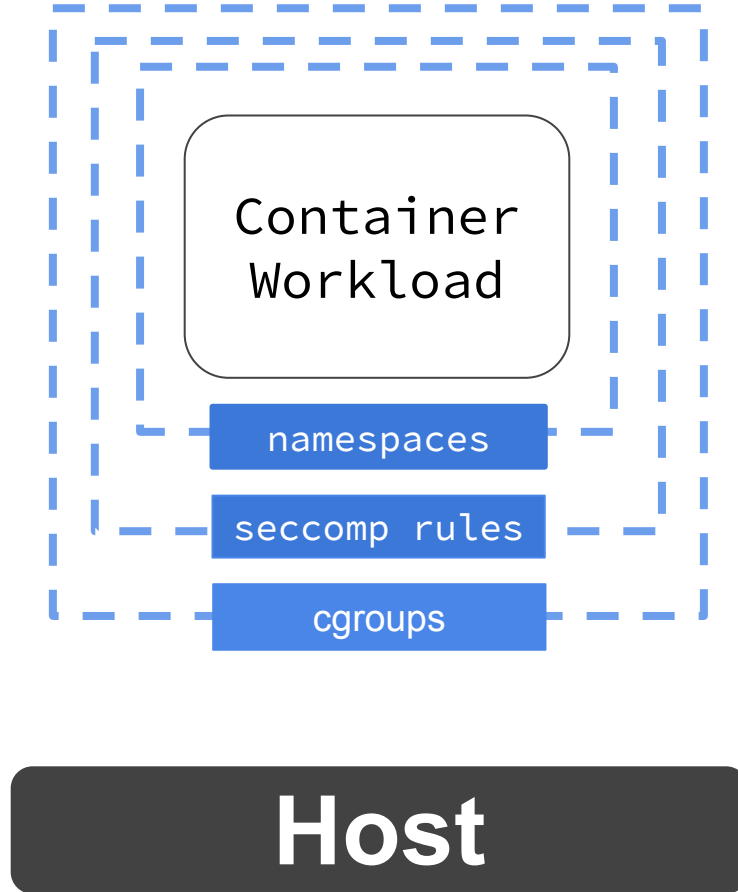 Container
Workload
namespaces
seccomp rules
cgroups
Host